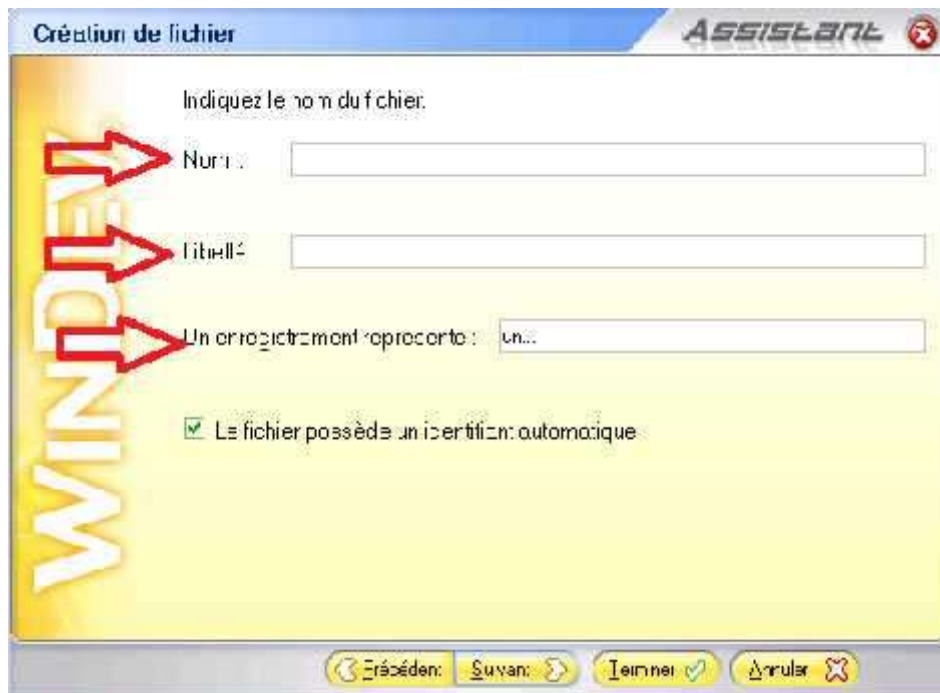 Création de fichier
Assistant
Indiquez le nom du fichier.
Nom :
Libellé
Un enregistrement représente :
un...
Le fichier possède un identifiant automatique
WINDEV
Précédent
Suivant
Terminer
Annuler